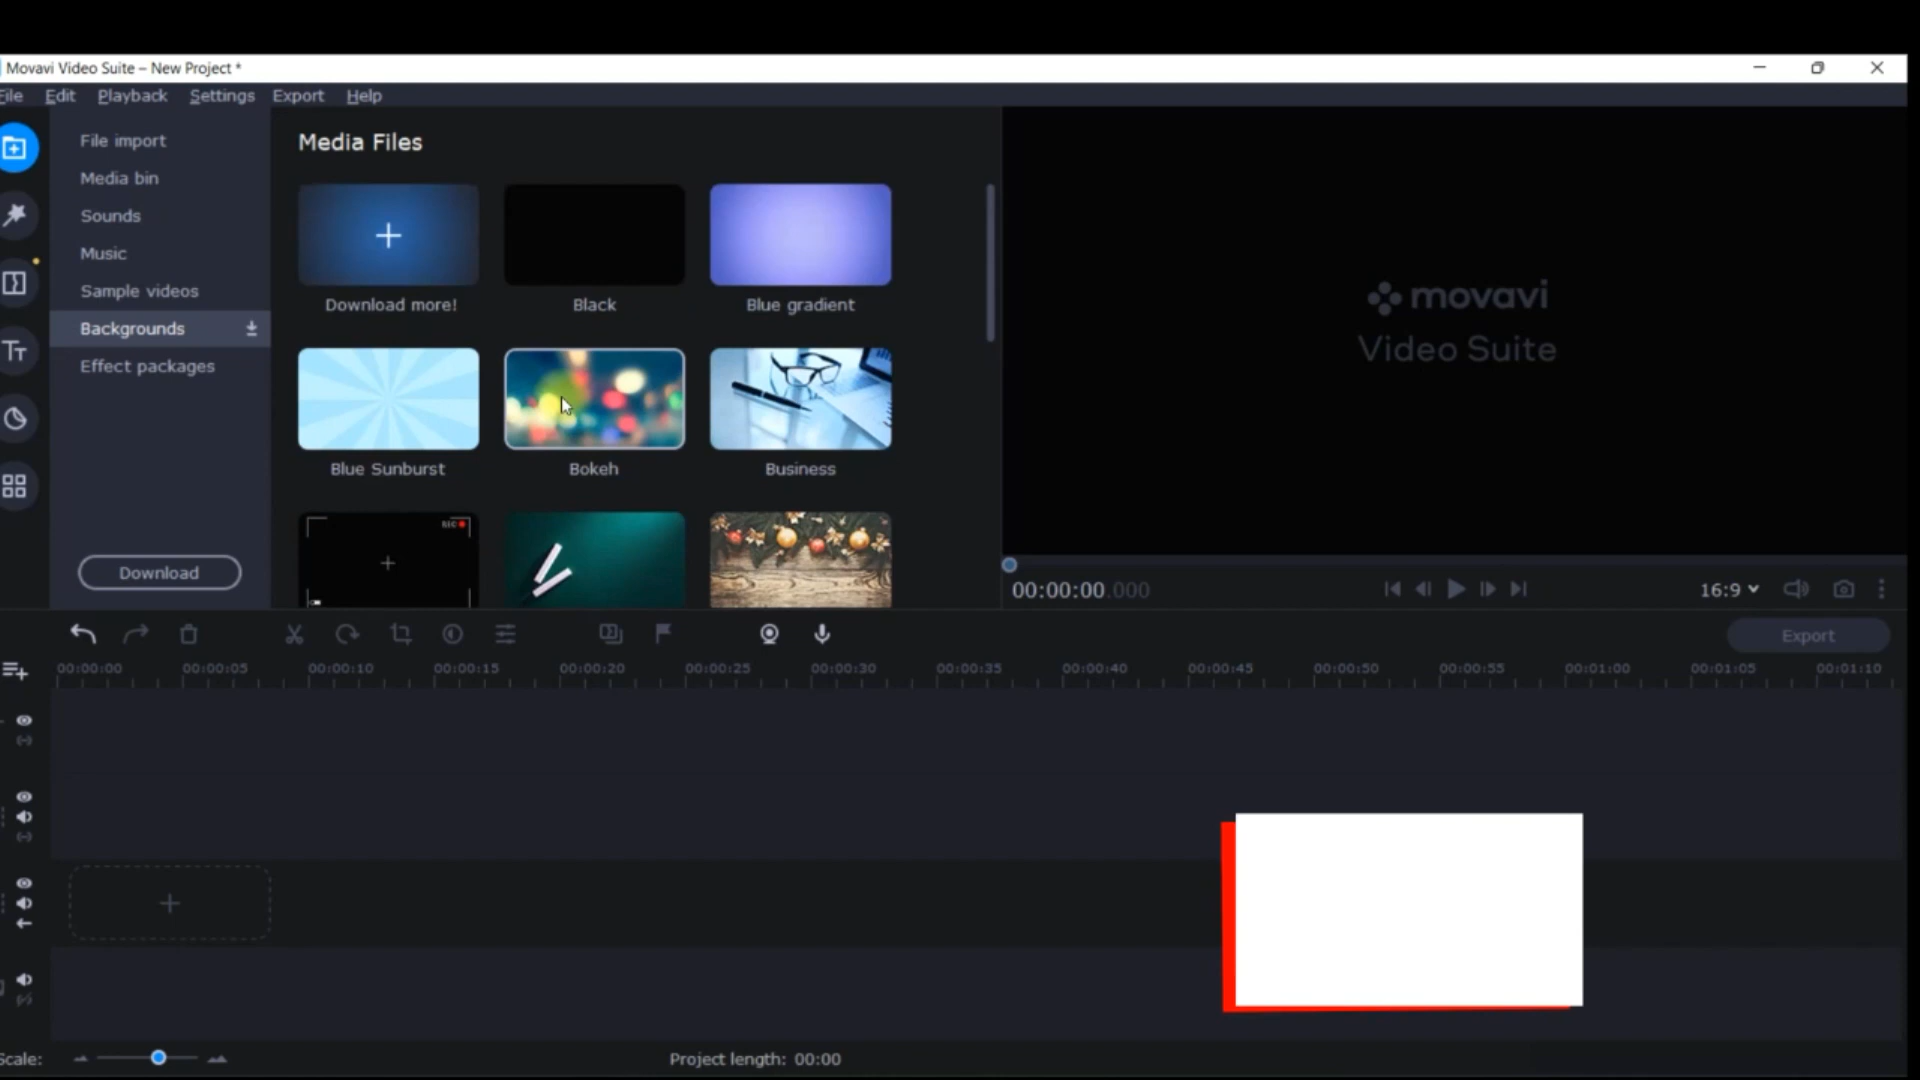 Movavi Video Suite – New Project *
File Edit Playback Settings Export Help
File import
Media bin
Sounds
Music
Sample videos
Backgrounds
Effect packages
Download
Media Files
Download more!
Black
Blue gradient
Blue Sunburst
Bokeh
Business
REC
movavi
Video Suite
00:00:00.000
16:9
Export
00:00:00 00:00:05 00:00:10 00:00:15 00:00:20 00:00:25 00:00:30 00:00:35 00:00:40 00:00:45 00:00:50 00:00:55 00:01:00 00:01:05 00:01:10
Scale:
Project length: 00:00